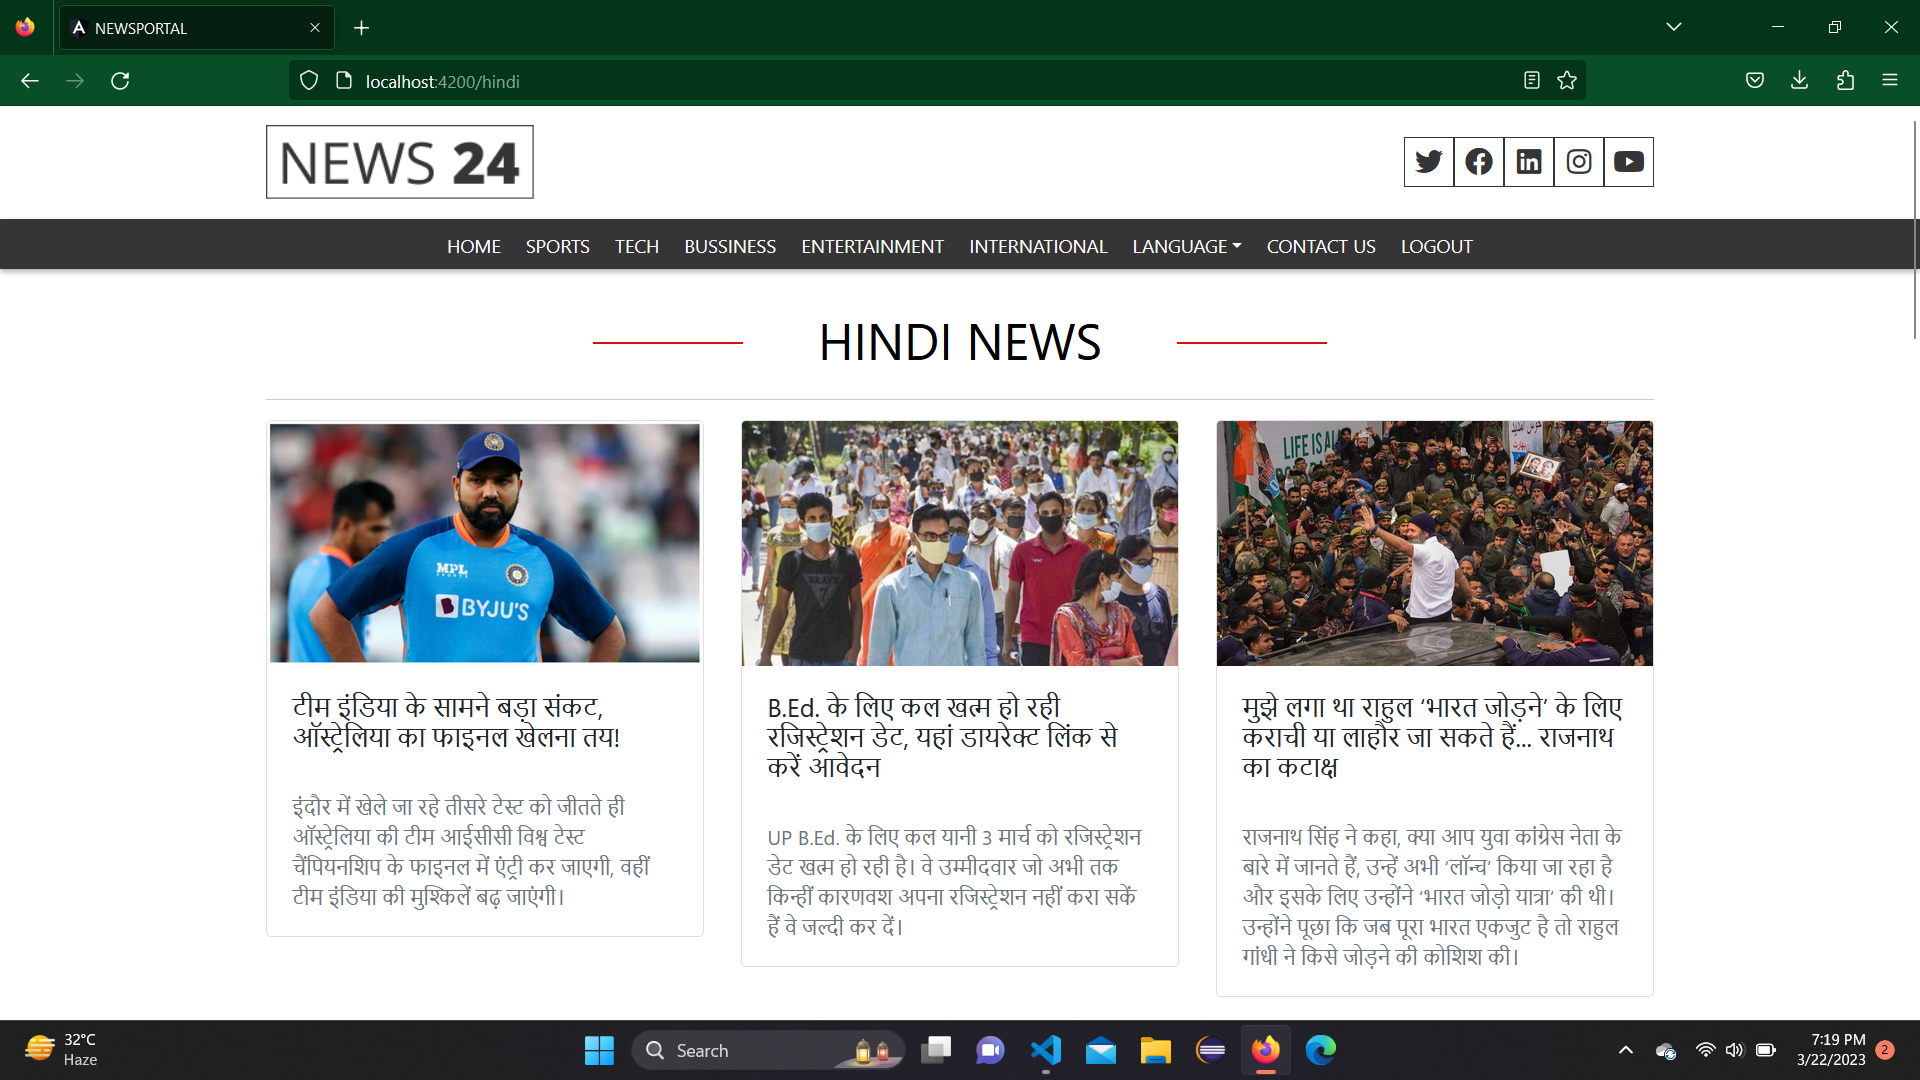 NEWSPORTAL
localhost:4200/hindi
NEWS 24
HOME SPORTS TECH BUSSINESS ENTERTAINMENT INTERNATIONAL LANGUAGE CONTACT US LOGOUT
HINDI NEWS
MPL
SPORTS
BYJU'S
BRAVE
LIFE IS A
टीम इंडिया के सामने बड़ा संकट,
ऑस्ट्रेलिया का फाइनल खेलना तय!
इंदौर में खेले जा रहे तीसरे टेस्ट को जीतते ही
ऑस्ट्रेलिया की टीम आईसीसी विश्व टेस्ट
चैंपियनशिप के फाइनल में एंट्री कर जाएगी, वहीं
टीम इंडिया की मुश्किलें बढ़ जाएंगी।
B.Ed. के लिए कल खत्म हो रही
रजिस्ट्रेशन डेट, यहां डायरेक्ट लिंक से
करें आवेदन
UP B.Ed. के लिए कल यानी 3 मार्च को रजिस्ट्रेशन
डेट खत्म हो रही है। वे उम्मीदवार जो अभी तक
किन्हीं कारणवश अपना रजिस्ट्रेशन नहीं करा सकें
हैं वे जल्दी कर दें।
मुझे लगा था राहुल ‘भारत जोड़ने’ के लिए
कराची या लाहौर जा सकते हैं... राजनाथ
का कटाक्ष
राजनाथ सिंह ने कहा, क्या आप युवा कांग्रेस नेता के
बारे में जानते हैं, उन्हें अभी ‘लॉन्च’ किया जा रहा है
और इसके लिए उन्होंने ‘भारत जोड़ो यात्रा’ की थी।
उन्होंने पूछा कि जब पूरा भारत एकजुट है तो राहुल
गांधी ने किसे जोड़ने की कोशिश की।
32°C
Haze
Search
7:19 PM
3/22/2023
2